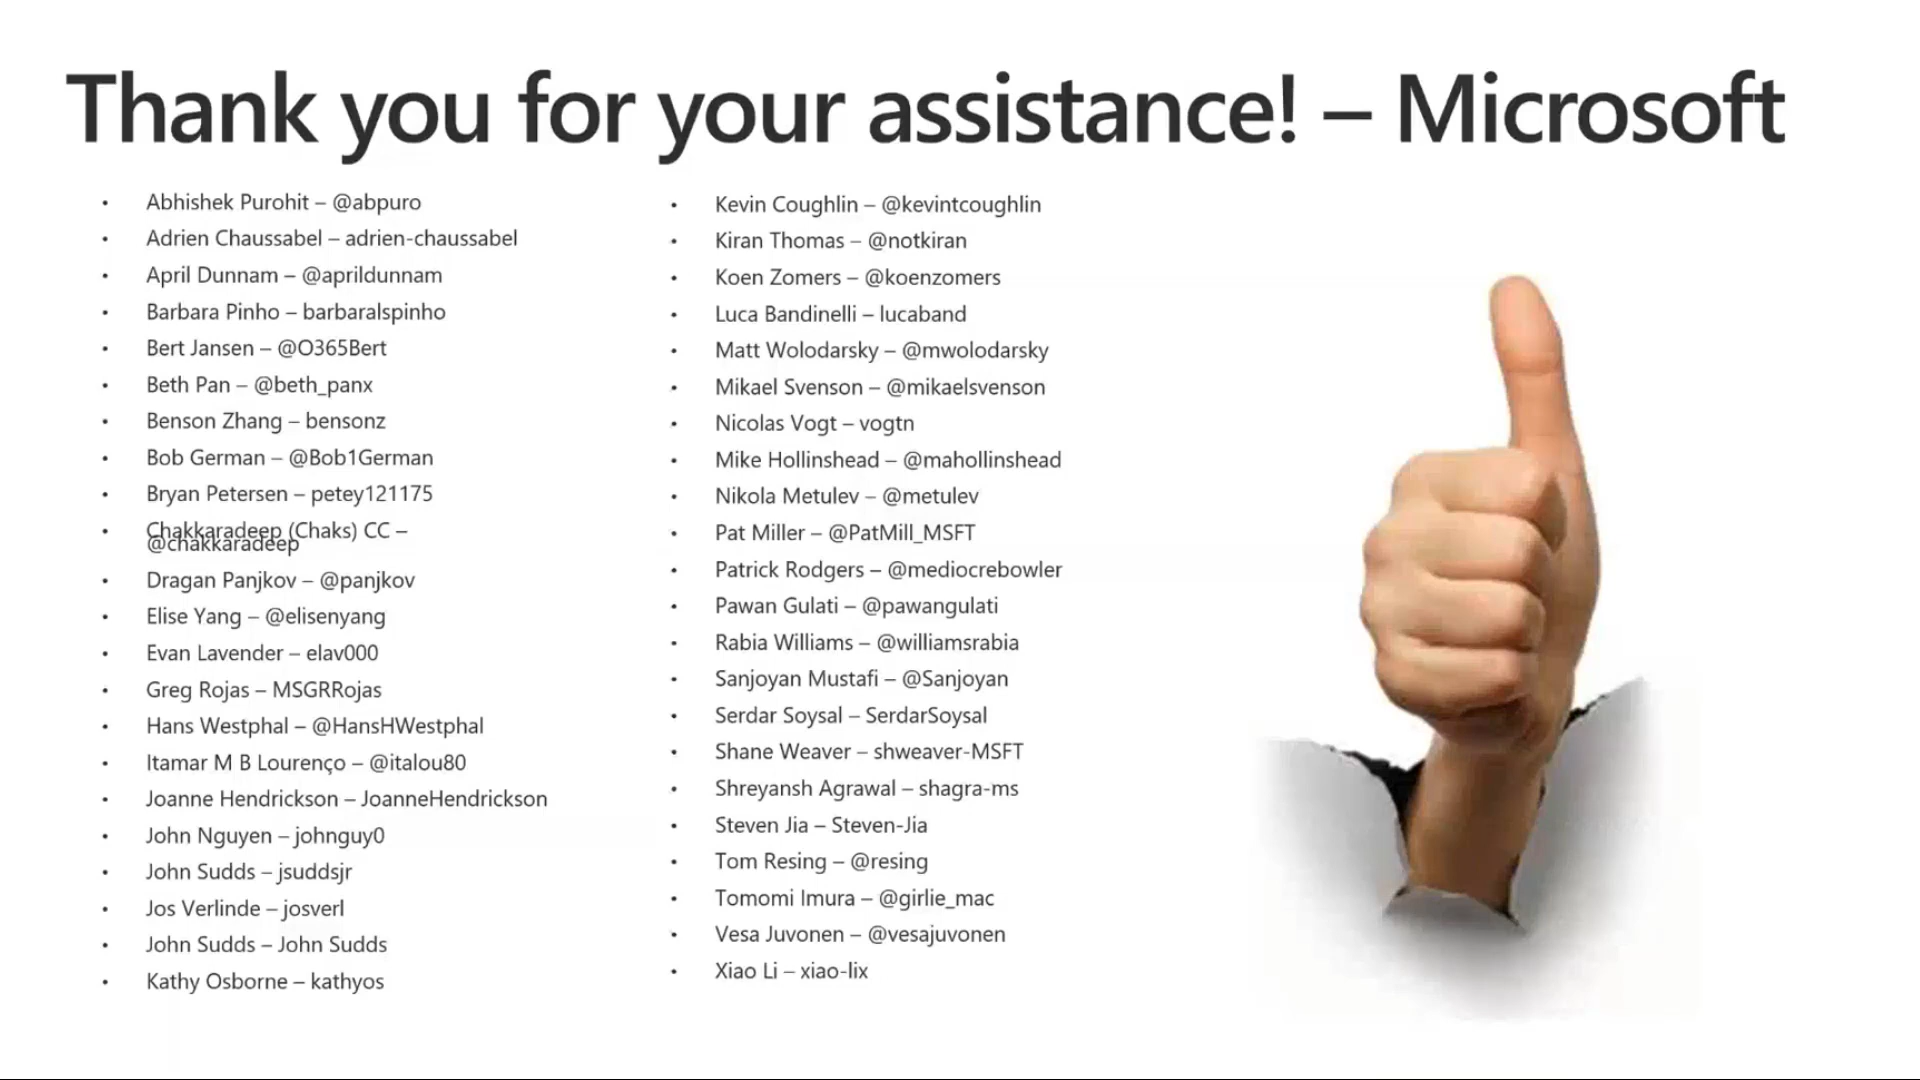 Thank you for your assistance! – Microsoft
• Abhishek Purohit – @abpuro
• Adrien Chaussabel – adrien-chaussabel
• April Dunnam – @aprildunnam
• Barbara Pinho – barbaralspinho
• Bert Jansen – @O365Bert
• Beth Pan – @beth_panx
• Benson Zhang – bensonz
• Bob German – @Bob1German
• Bryan Petersen – petey121175
• Chakkaradeep (Chaks) CC –
@chakkaradeep
• Dragan Panjkov – @panjkov
• Elise Yang – @elisenyang
• Evan Lavender – elav000
• Greg Rojas – MSGRRojas
• Hans Westphal – @HansHWestphal
• Itamar M B Lourenço – @italou80
• Joanne Hendrickson – JoanneHendrickson
• John Nguyen – johnguy0
• John Sudds – jsuddsjr
• Jos Verlinde – josverl
• John Sudds – John Sudds
• Kathy Osborne – kathyos
• Kevin Coughlin – @kevintcoughlin
• Kiran Thomas – @notkiran
• Koen Zomers – @koenzomers
• Luca Bandinelli – lucaband
• Matt Wolodarsky – @mwolodarsky
• Mikael Svenson – @mikaelsvenson
• Nicolas Vogt – vogtn
• Mike Hollinshead – @mahollinshead
• Nikola Metulev – @metulev
• Pat Miller – @PatMill_MSFT
• Patrick Rodgers – @mediocrebowler
• Pawan Gulati – @pawangulati
• Rabia Williams – @williamsrabia
• Sanjoyan Mustafi – @Sanjoyan
• Serdar Soysal – SerdarSoysal
• Shane Weaver – shweaver-MSFT
• Shreyansh Agrawal – shagra-ms
• Steven Jia – Steven-Jia
• Tom Resing – @resing
• Tomomi Imura – @girlie_mac
• Vesa Juvonen – @vesajuvonen
• Xiao Li – xiao-lix